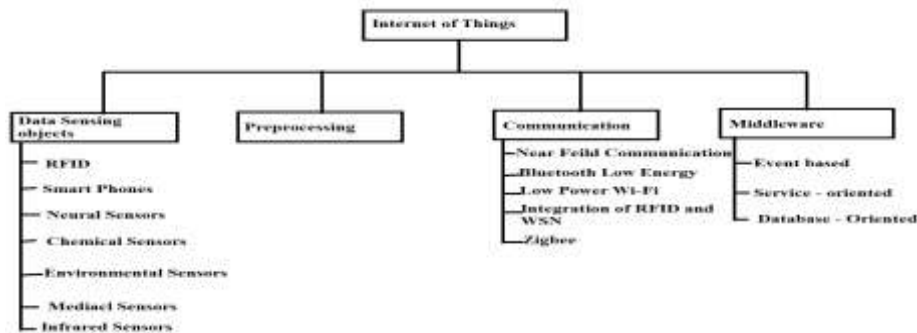 Internet of Things
Data Sensing
objects
RFID
Smart Phones
Neural Sensors
Chemical Sensors
Environmental Sensors
Mediacl Sensors
Infrared Sensors
Preprocessing
Communication
Near Feild Communication
Bluetooth Low Energy
Low Power Wi-Fi
Integration of RFID and
WSN
Zigbee
Middleware
Event based
Service - oriented
Database - Oriented